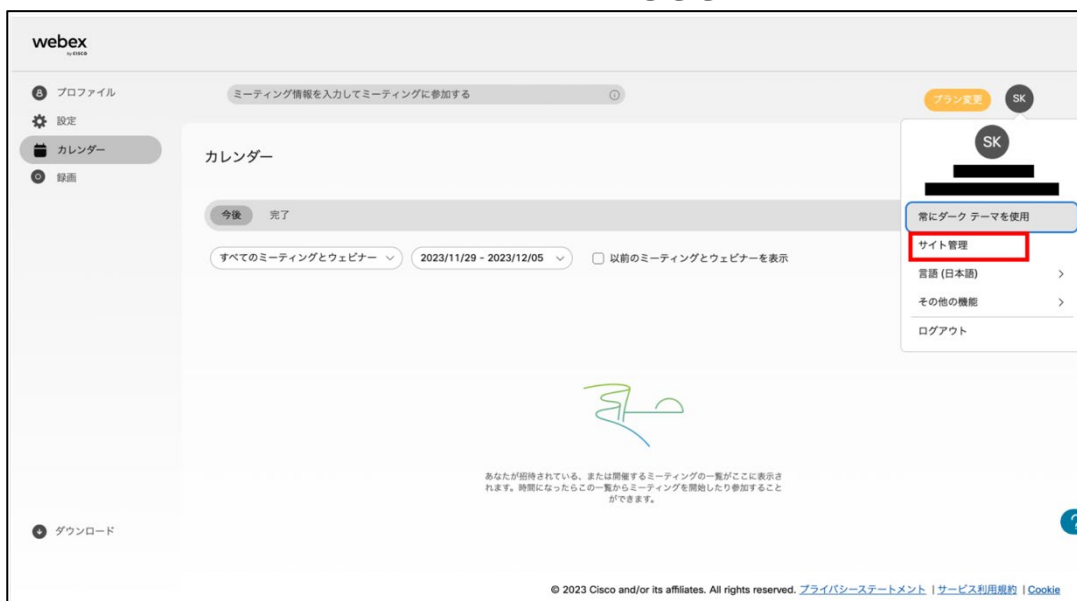 webex
by CISCO
プロファイル
設定
カレンダー
録画
ダウンロード
ミーティング情報を入力してミーティングに参加する
プラン変更
SK
カレンダー
今後 完了
すべてのミーティングとウェビナー
2023/11/29 - 2023/12/05
以前のミーティングとウェビナーを表示
SK
常にダーク テーマを使用
サイト管理
言語 (日本語)
その他の機能
ログアウト
あなたが招待されている、または開催するミーティングの一覧がここに表示さ
れます。時間になったらこの一覧からミーティングを開始したり参加すること
ができます。
?
© 2023 Cisco and/or its affiliates. All rights reserved. プライバシーステートメント | サービス利用規約 | Cookie